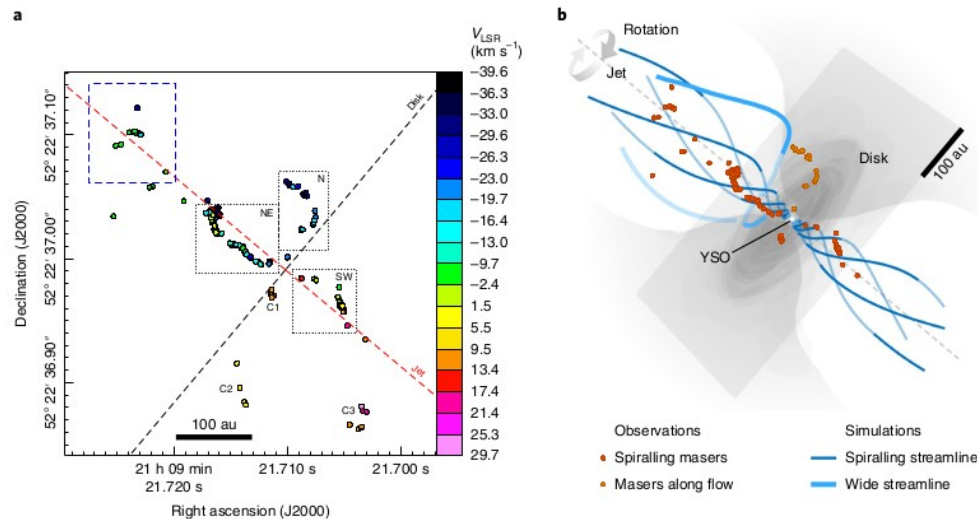 a
V LSR
(km s⁻¹)
−39.6
−36.3
−33.0
−29.6
−26.3
−23.0
−19.7
−16.4
−13.0
−9.7
−2.4
1.5
5.5
9.5
13.4
17.4
21.4
25.3
29.7
Declination (J2000)
52° 22′ 37.10″
52° 22′ 37.00″
52° 22′ 36.90″
Disk
N
NE
SW
C1
C2
C3
Jet
100 au
21 h 09 min
21.720 s
21.710 s
21.700 s
Right ascension (J2000)
b
Rotation
Jet
Disk
100 au
YSO
Observations
Spiralling masers
Masers along flow
Simulations
Spiralling streamline
Wide streamline